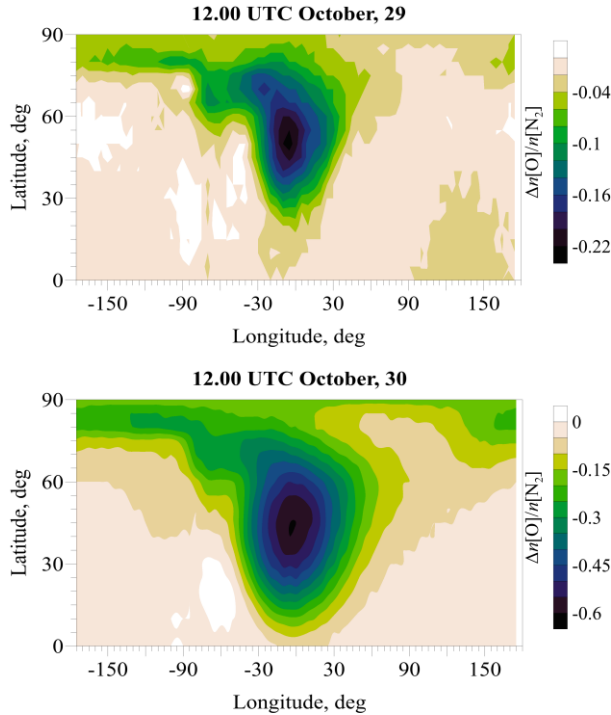 12.00 UTC October, 29
90
60
30
0
Latitude, deg
-150 -90 -30 30 90 150
Longitude, deg
-0.04
-0.1
-0.16
-0.22
Δn[O]/n[N₂]
12.00 UTC October, 30
90
60
30
0
Latitude, deg
-150 -90 -30 30 90 150
Longitude, deg
0
-0.15
-0.3
-0.45
-0.6
Δn[O]/n[N₂]